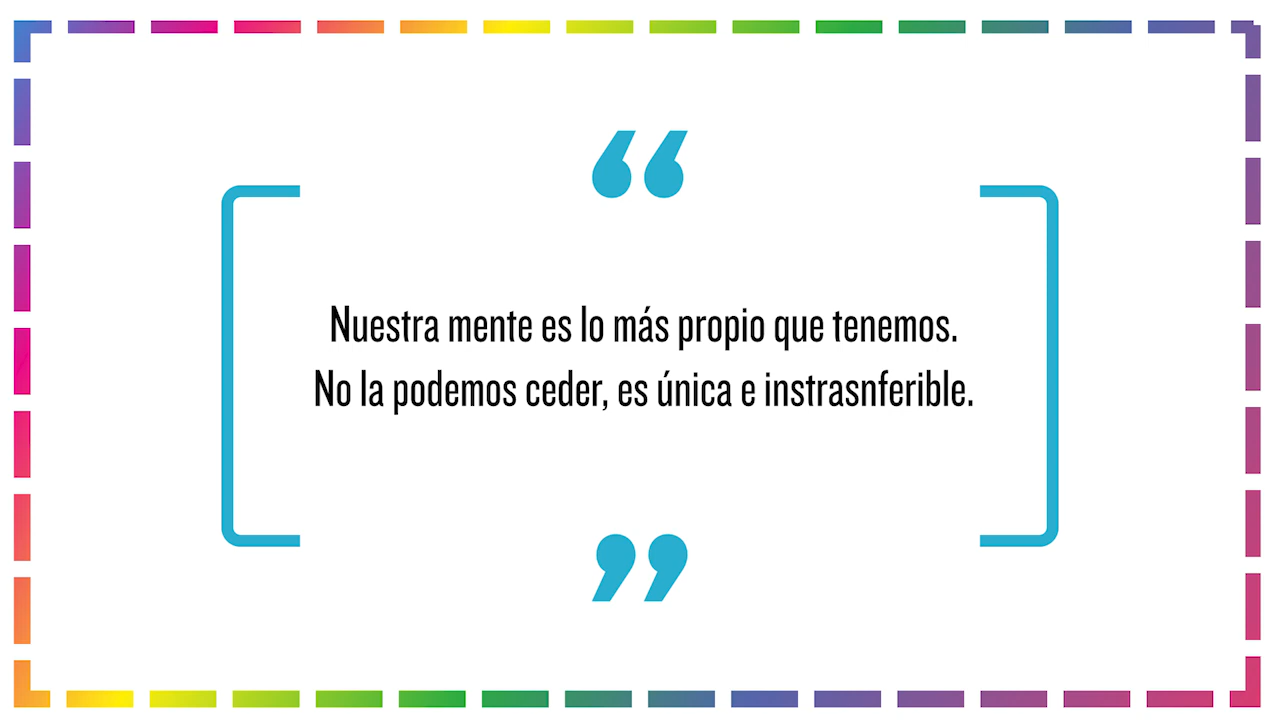 “
Nuestra mente es lo más propio que tenemos.
No la podemos ceder, es única e instrasnferible.
”